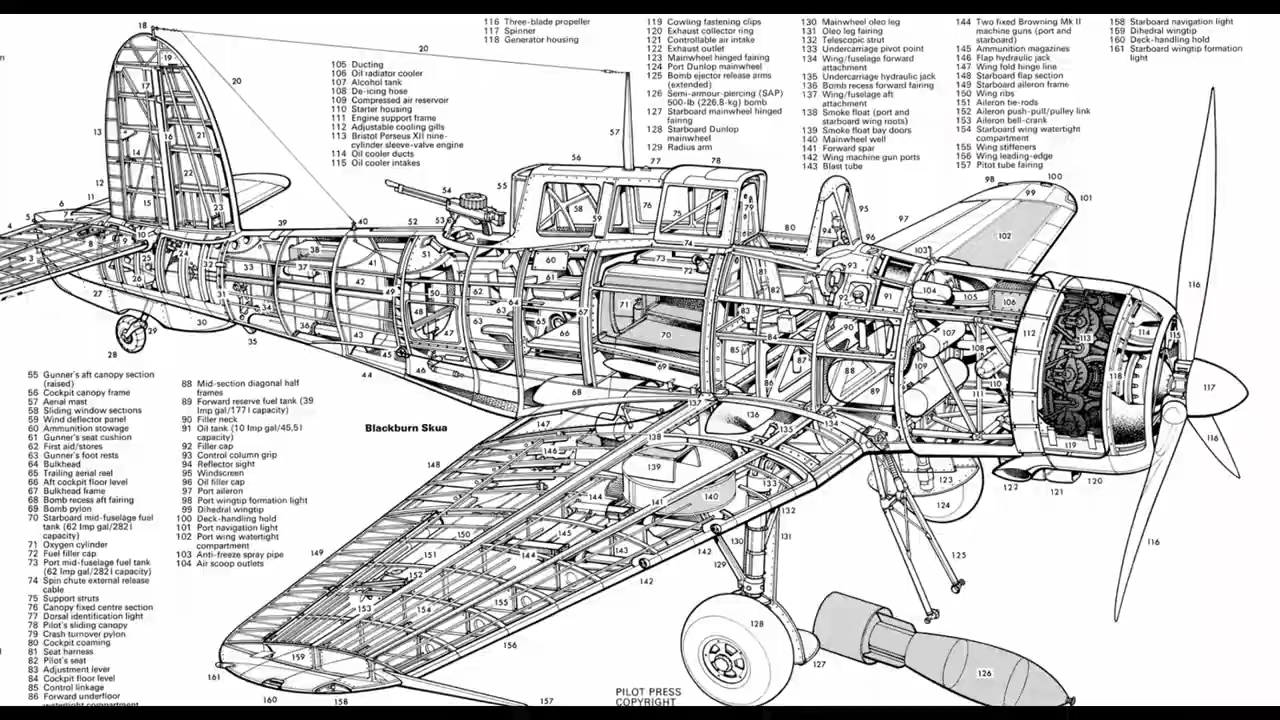 105 Ducting
106 Oil radiator cooler
107 Alcohol tank
108 De-icing hose
109 Compressed air reservoir
110 Starter housing
111 Engine support frame
112 Adjustable cooling gills
113 Bristol Perseus XII nine-
cylinder sleeve-valve engine
114 Oil cooler ducts
115 Oil cooler intakes
116 Three-blade propeller
117 Spinner
118 Generator housing
119 Cowling fastening clips
120 Exhaust collector ring
121 Controllable air intake
122 Exhaust outlet
123 Mainwheel hinged fairing
124 Port Dunlop mainwheel
125 Bomb ejector release arms
(extended)
126 Semi-armour-piercing (SAP)
500-lb (226,8-kg) bomb
127 Starboard mainwheel hinged
fairing
128 Starboard Dunlop
mainwheel
129 Radius arm
130 Mainwheel oleo leg
131 Oleo leg fairing
132 Telescopic strut
133 Undercarriage pivot point
134 Wing/fuselage forward
attachment
135 Undercarriage hydraulic jack
136 Bomb recess forward fairing
137 Wing/fuselage aft
attachment
138 Smoke float (port and
starboard wing roots)
139 Smoke float bay doors
140 Mainwheel well
141 Forward spar
142 Wing machine gun ports
143 Blast tube
144 Two fixed Browning Mk II
machine guns (port and
starboard)
145 Ammunition magazines
146 Flap hydraulic jack
147 Wing fold hinge line
148 Starboard flap section
149 Starboard aileron frame
150 Wing ribs
151 Aileron tie-rods
152 Aileron push-pull/pulley link
153 Aileron bell-crank
154 Starboard wing watertight
compartment
155 Wing stiffeners
156 Wing leading-edge
157 Pitot tube fairing
158 Starboard navigation light
159 Dihedral wingtip
160 Deck-handling hold
161 Starboard wingtip formation
light
55 Gunner's aft canopy section
(raised)
56 Cockpit canopy frame
57 Aerial mast
58 Sliding window sections
59 Wind deflector panel
60 Ammunition stowage
61 Gunner's seat cushion
62 First aid/stores
63 Gunner's foot rests
64 Bulkhead
65 Trailing aerial reel
66 Aft cockpit floor level
67 Bulkhead frame
68 Bomb recess aft fairing
69 Bomb pylon
70 Starboard mid-fuselage fuel
tank (62 Imp gal/282 l
capacity)
71 Oxygen cylinder
72 Fuel filler cap
73 Port mid-fuselage fuel tank
(62 Imp gal/282 l capacity)
74 Spin chute external release
cable
75 Support struts
76 Canopy fixed centre section
77 Dorsal identification light
78 Pilot's sliding canopy
79 Crash turnover pylon
80 Cockpit coaming
81 Seat harness
82 Pilot's seat
83 Adjustment lever
84 Cockpit floor level
85 Control linkage
86 Forward underfloor
88 Mid-section diagonal half
frames
89 Forward reserve fuel tank (39
Imp gal/177 l capacity)
90 Filler neck
91 Oil tank (10 Imp gal/45,5 l
capacity)
92 Filler cap
93 Control column grip
94 Reflector sight
95 Windscreen
96 Oil filler cap
97 Port aileron
98 Port wingtip formation light
99 Dihedral wingtip
100 Deck-handling hold
101 Port navigation light
102 Port wing watertight
compartment
103 Anti-freeze spray pipe
104 Air scoop outlets
Blackburn Skua
PILOT PRESS
COPYRIGHT